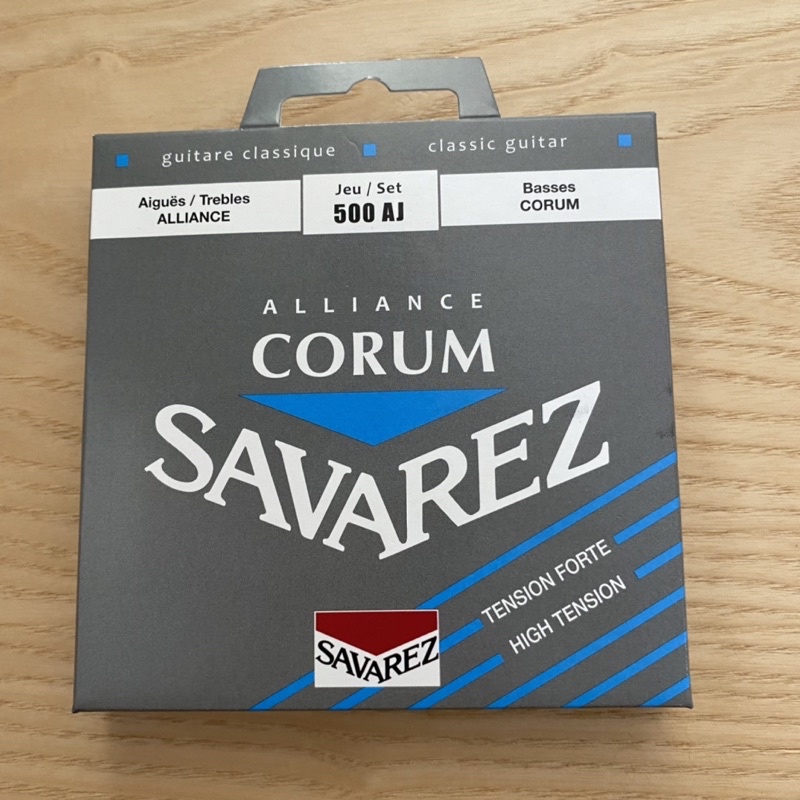 guitare classique
classic guitar
Aiguës / Trebles
ALLIANCE
Jeu / Set
500 AJ
Basses
CORUM
ALLIANCE
CORUM
SAVAREZ
TENSION FORTE
HIGH TENSION
SAVAREZ